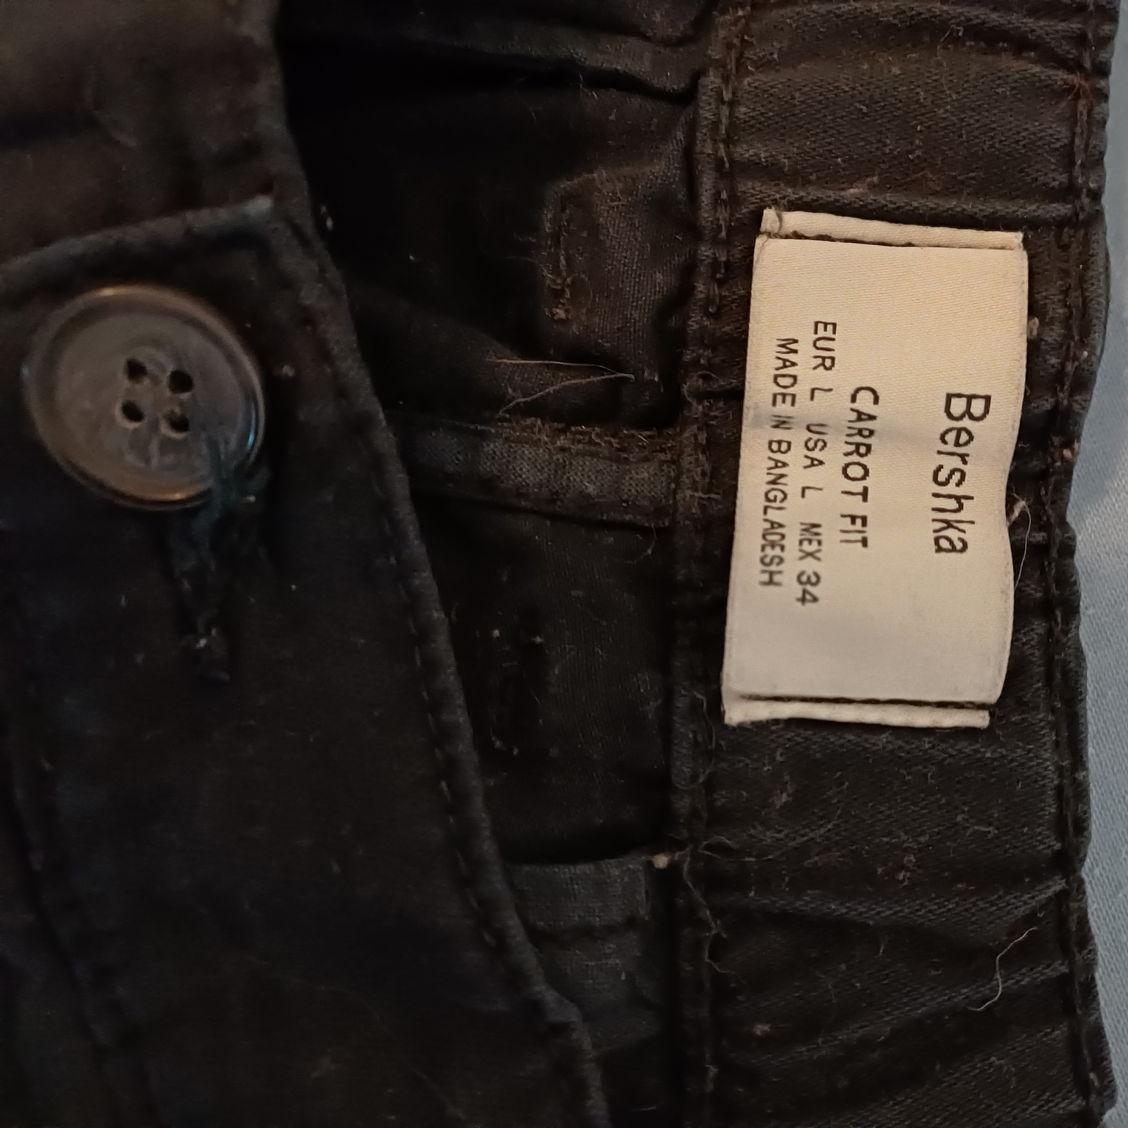 Bershka
CARROT FIT
EUR L USA L MEX 34
MADE IN BANGLADESH